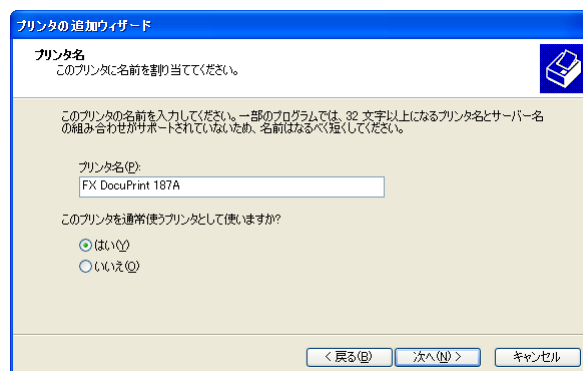 プリンタの追加ウィザード
プリンタ名
このプリンタに名前を割り当ててください。
このプリンタの名前を入力してください。一部のプログラムでは、32 文字以上になるプリンタ名とサーバー名
の組み合わせがサポートされていないため、名前はなるべく短くしてください。
プリンタ名(P):
FX DocuPrint 187A
このプリンタを通常使うプリンタとして使いますか?
はい(Y)
いいえ(O)
< 戻る(B)
次へ(N) >
キャンセル